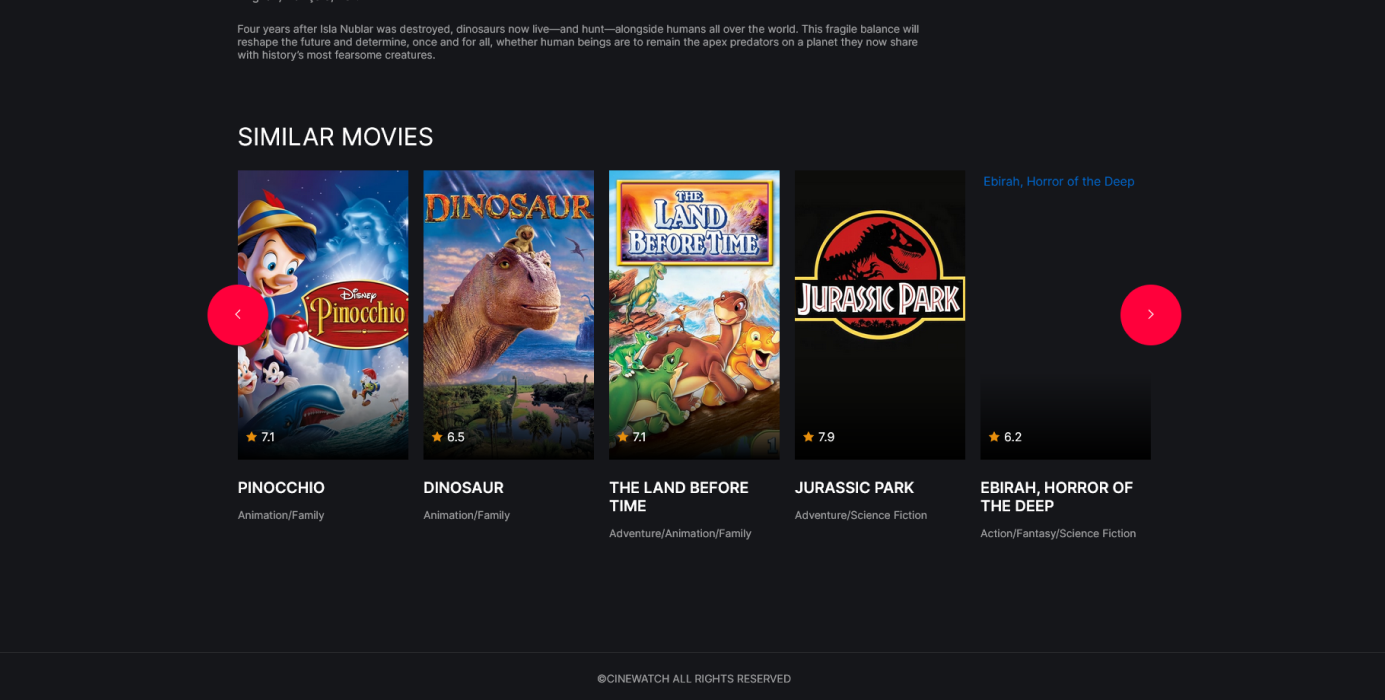 Four years after Isla Nublar was destroyed, dinosaurs now live—and hunt—alongside humans all over the world. This fragile balance will
reshape the future and determine, once and for all, whether human beings are to remain the apex predators on a planet they now share
with history's most fearsome creatures.
SIMILAR MOVIES
Disney
Pinocchio
DINOSAUR
THE
LAND
BEFORE TIME
JURASSIC PARK
Ebirah, Horror of the Deep
7.1
6.5
7.1
7.9
6.2
PINOCCHIO
Animation/Family
DINOSAUR
Animation/Family
THE LAND BEFORE
TIME
Adventure/Animation/Family
JURASSIC PARK
Adventure/Science Fiction
EBIRAH, HORROR OF
THE DEEP
Action/Fantasy/Science Fiction
©CINEWATCH ALL RIGHTS RESERVED